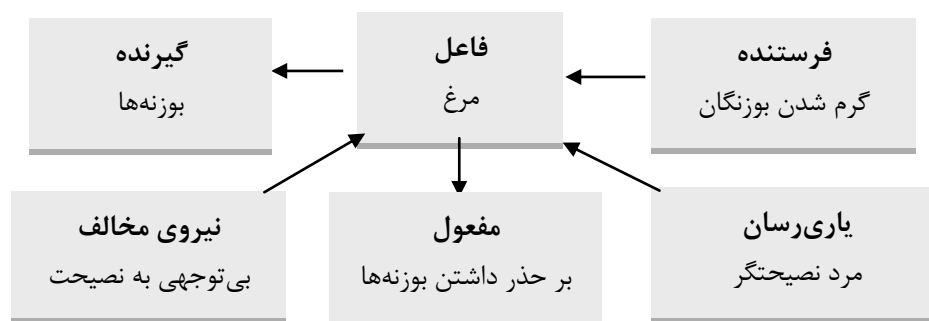 فرستنده
گرم شدن بوزنگان
فاعل
مرغ
گیرنده
بوزنه‌ها
یاری‌رسان
مرد نصیحتگر
مفعول
بر حذر داشتن بوزنه‌ها
نیروی مخالف
بی‌توجهی به نصیحت